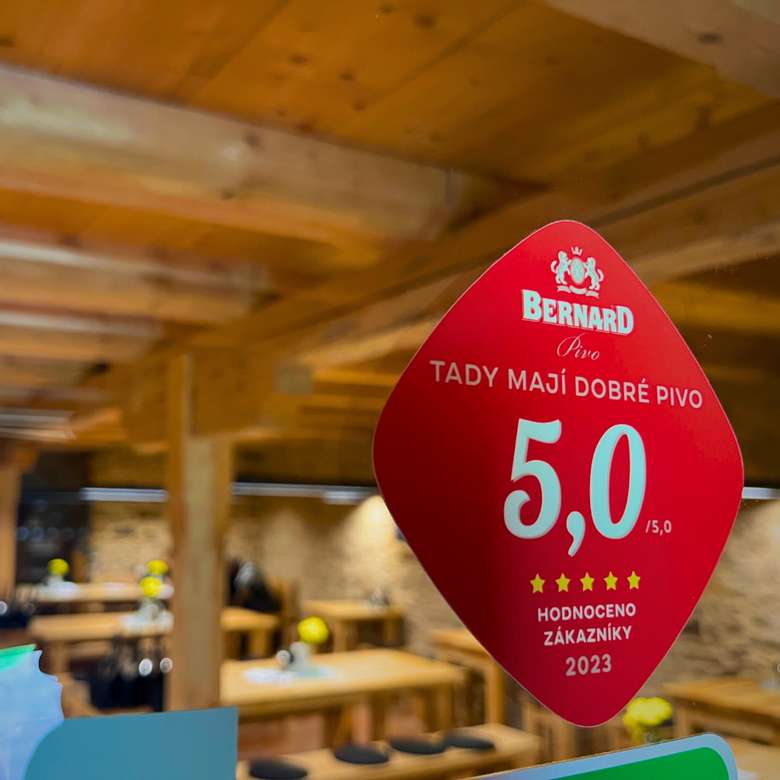 BERNARD
Pivo
TADY MAJÍ DOBRÉ PIVO
5,0 /5,0
HODNOCENO
ZÁKAZNÍKY
2023